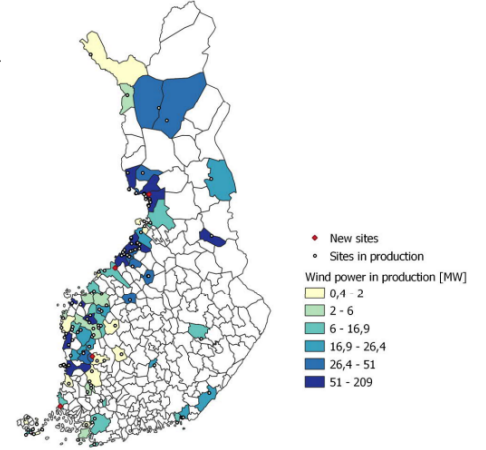 New sites
Sites in production
Wind power in production [MW]
0,4 - 2
2 - 6
6 - 16,9
16,9 - 26,4
26,4 - 51
51 - 209